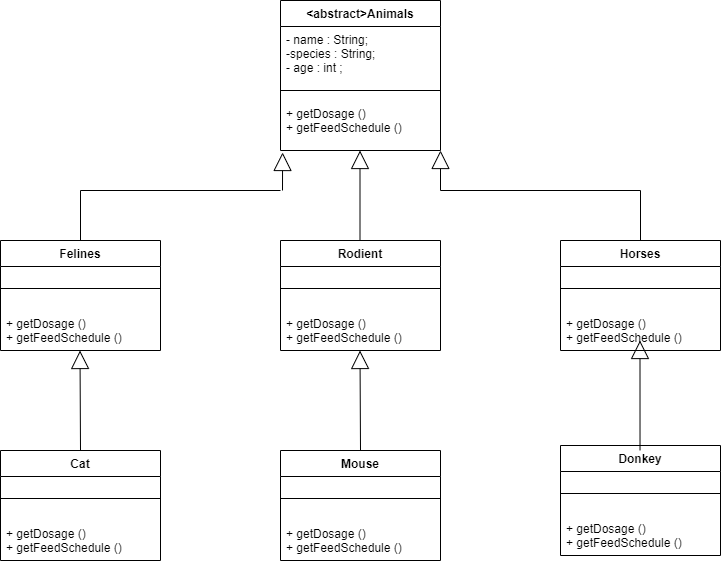 <abstract>Animals
- name : String;
-species : String;
- age : int ;
+ getDosage ()
+ getFeedSchedule ()
Felines
+ getDosage ()
+ getFeedSchedule ()
Rodient
+ getDosage ()
+ getFeedSchedule ()
Horses
+ getDosage ()
+ getFeedSchedule ()
Cat
+ getDosage ()
+ getFeedSchedule ()
Mouse
+ getDosage ()
+ getFeedSchedule ()
Donkey
+ getDosage ()
+ getFeedSchedule ()